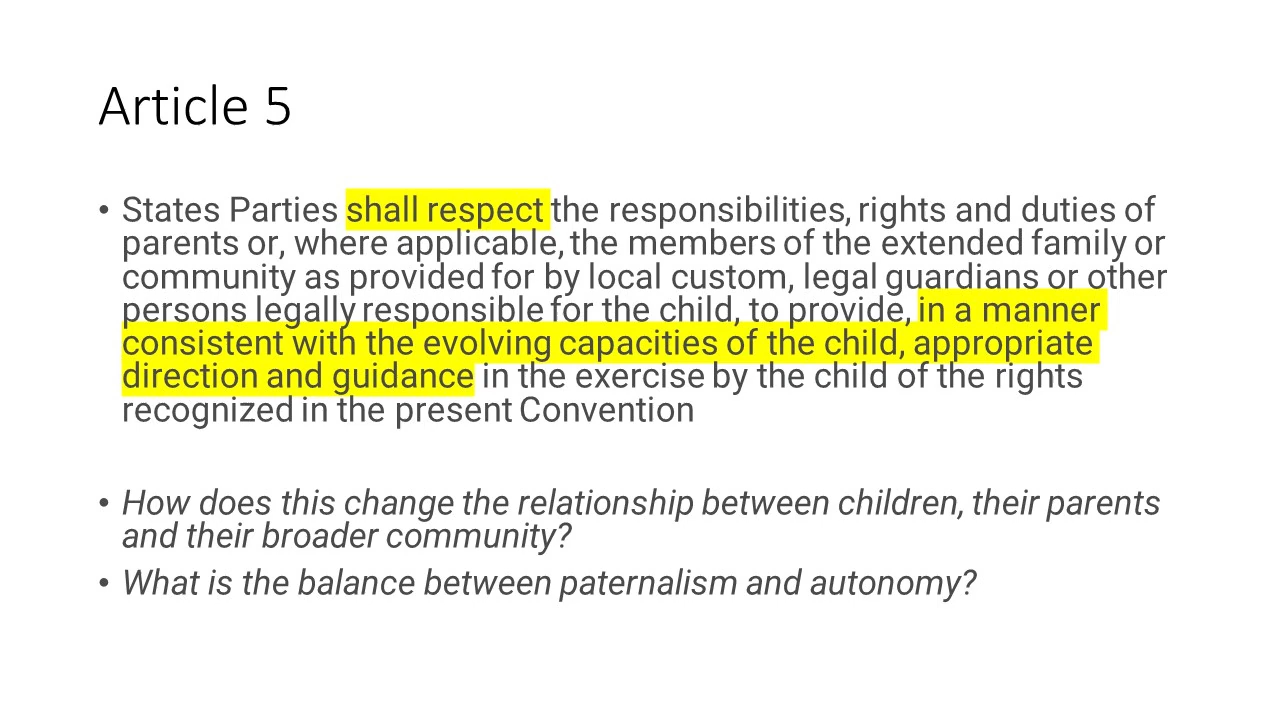 Article 5
• States Parties shall respect the responsibilities, rights and duties of
parents or, where applicable, the members of the extended family or
community as provided for by local custom, legal guardians or other
persons legally responsible for the child, to provide, in a manner
consistent with the evolving capacities of the child, appropriate
direction and guidance in the exercise by the child of the rights
recognized in the present Convention
• How does this change the relationship between children, their parents
and their broader community?
• What is the balance between paternalism and autonomy?